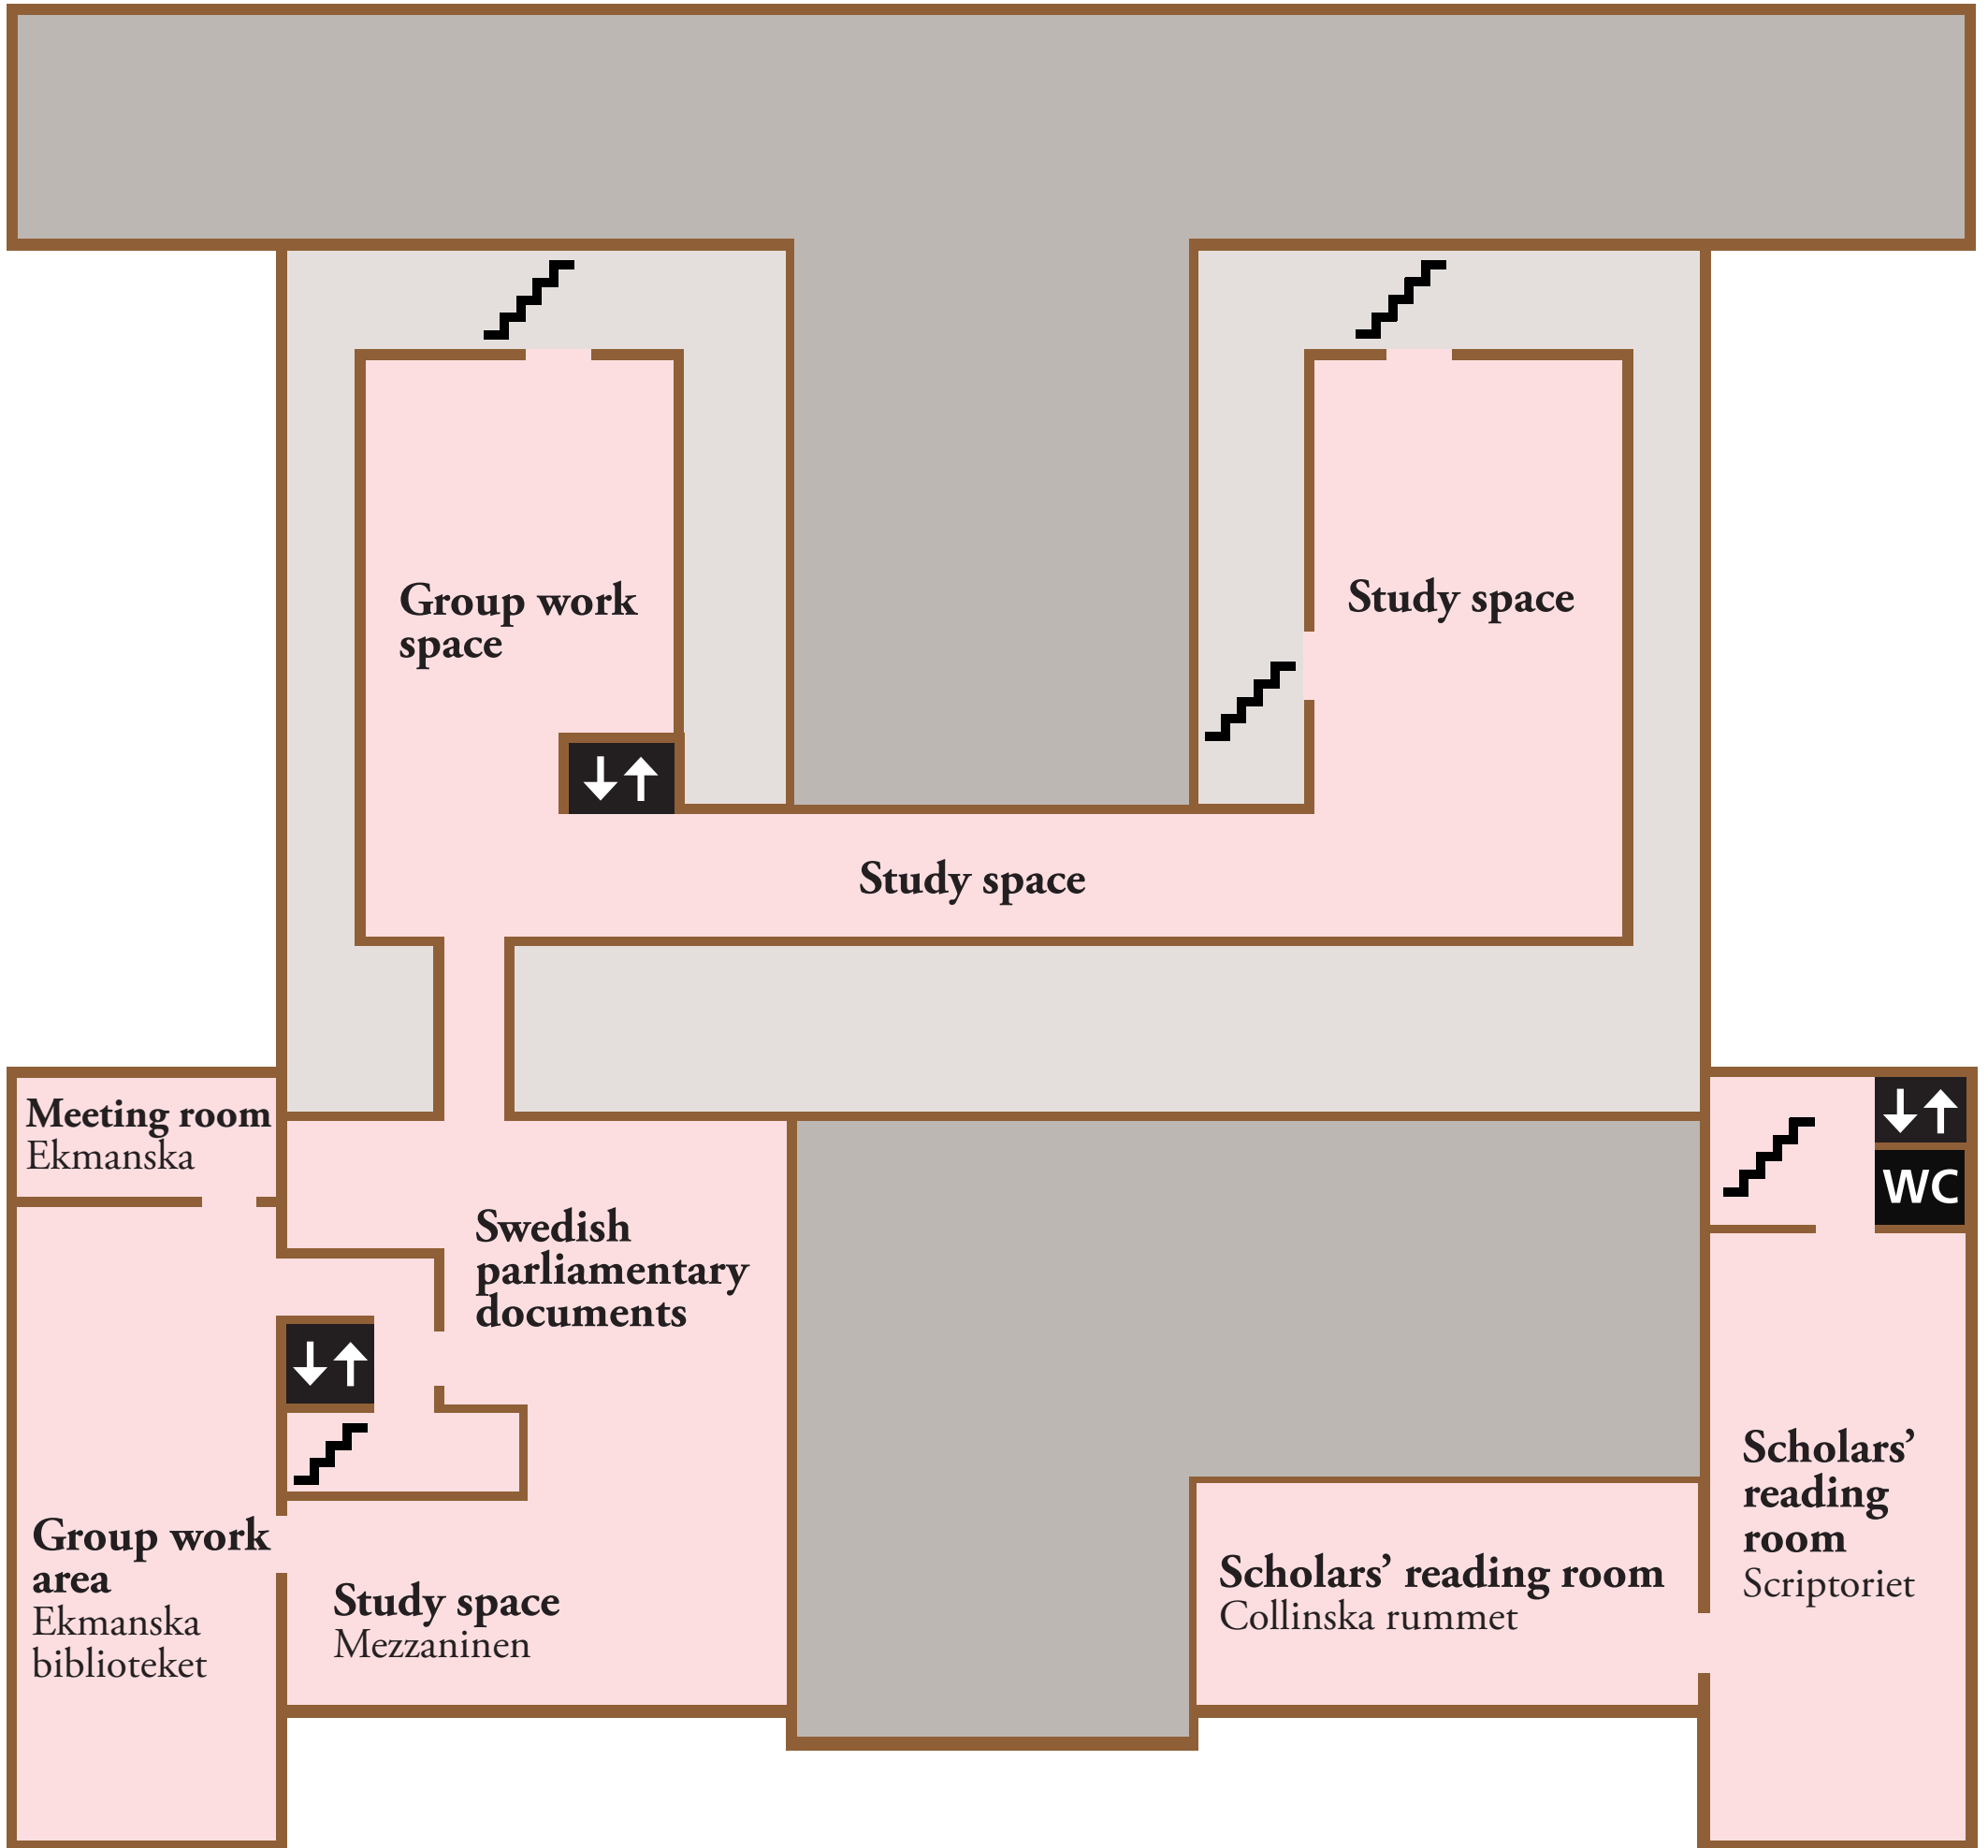 Group work
space
Study space
Study space
Meeting room
Ekmanska
WC
Swedish
parliamentary
documents
Group work
area
Ekmanska
biblioteket
Study space
Mezzaninen
Scholars’ reading room
Collinska rummet
Scholars’
reading
room
Scriptoriet